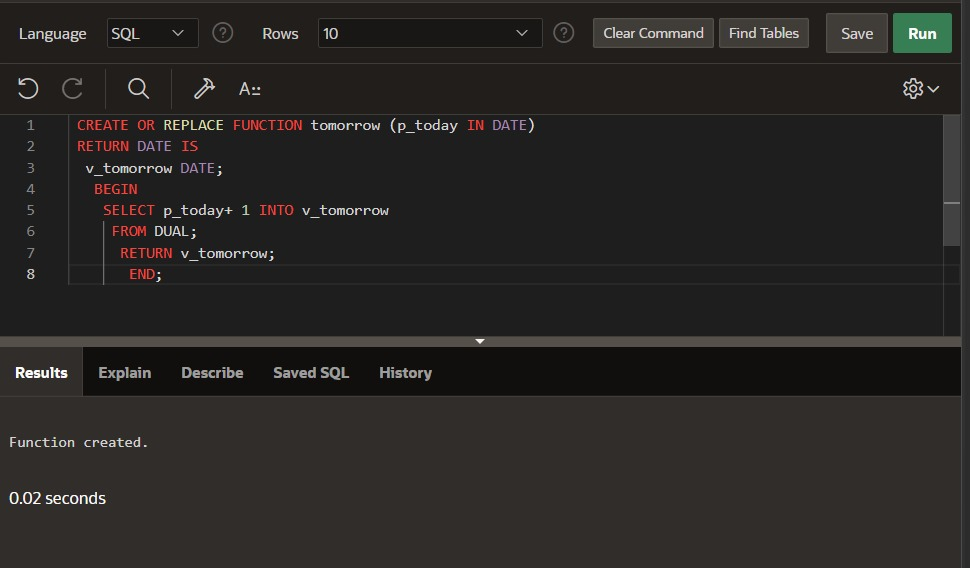 Language SQL ? Rows 10 ? Clear Command Find Tables Save Run
A::
1 CREATE OR REPLACE FUNCTION tomorrow (p_today IN DATE)
2 RETURN DATE IS
3 v_tomorrow DATE;
4 BEGIN
5 SELECT p_today+ 1 INTO v_tomorrow
6 FROM DUAL;
7 RETURN v_tomorrow;
8 END;
Results Explain Describe Saved SQL History
Function created.
0.02 seconds